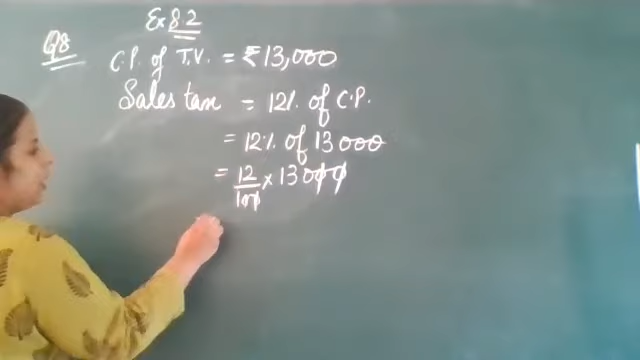 Ex 8.2
Q8 C.P. of T.V. = ₹ 13,000
Sales tax = 12% of C.P.
= 12% of 13000
= 12/100 × 13000